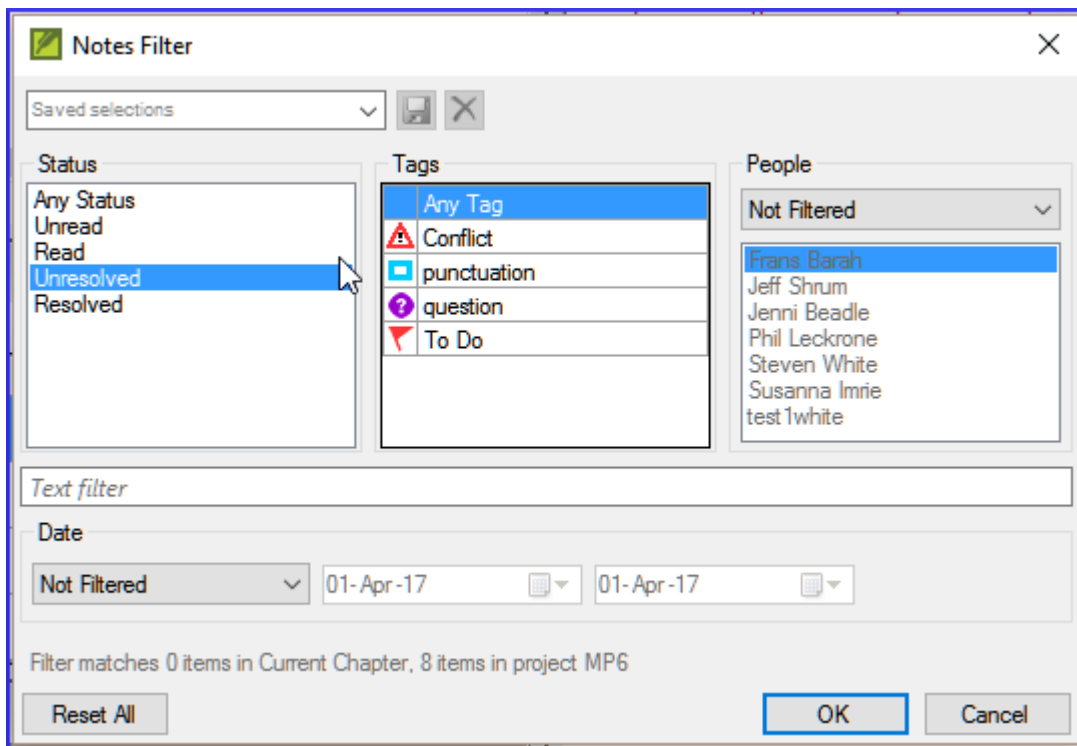 Notes Filter
Saved selections
Status
Any Status
Unread
Read
Unresolved
Resolved
Tags
Any Tag
Conflict
punctuation
question
To Do
People
Not Filtered
Frans Barah
Jeff Shrum
Jenni Beadle
Phil Leckrone
Steven White
Susanna Imrie
test1white
Text filter
Date
Not Filtered
01-Apr-17
01-Apr-17
Filter matches 0 items in Current Chapter, 8 items in project MP6
Reset All
OK
Cancel